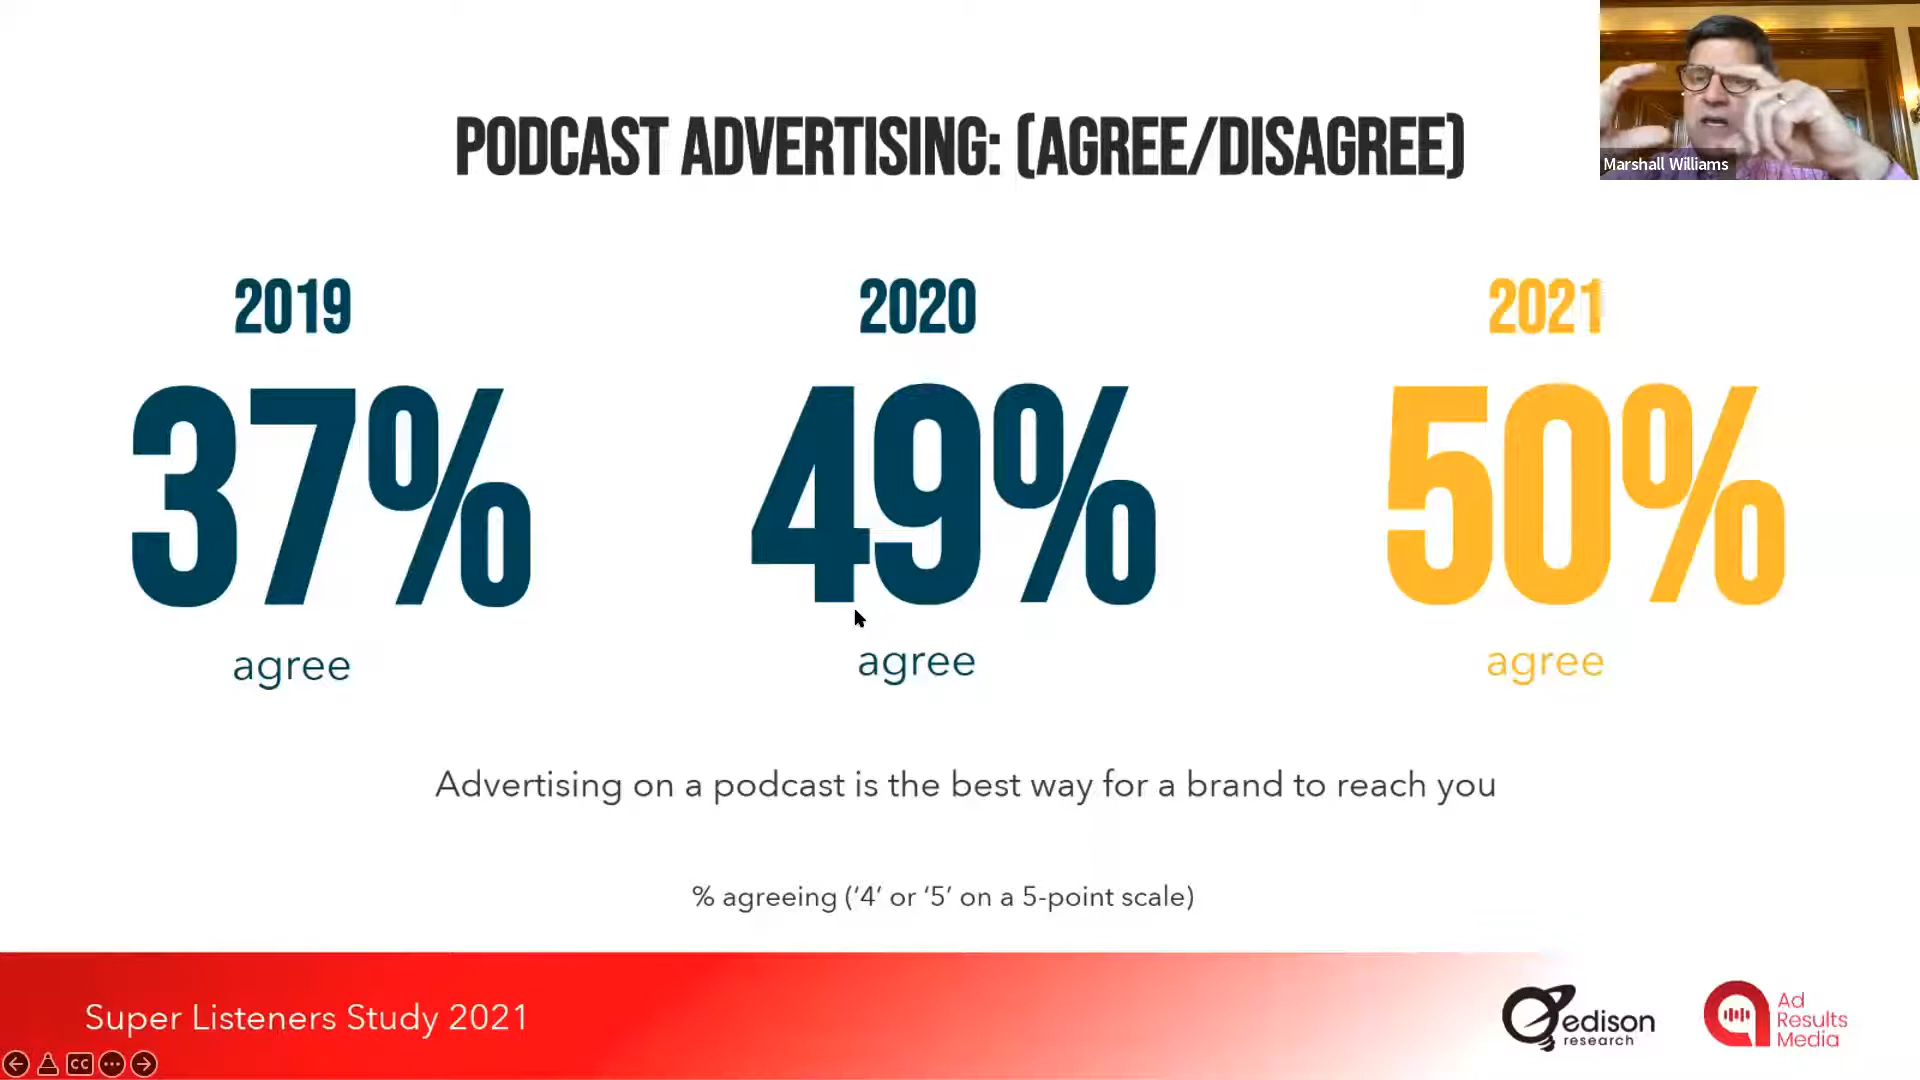 PODCAST ADVERTISING: (AGREE/DISAGREE)
Marshall Williams
2019
37%
agree
2020
49%
agree
2021
50%
agree
Advertising on a podcast is the best way for a brand to reach you
% agreeing (‘4’ or ‘5’ on a 5-point scale)
Super Listeners Study 2021
edison
research
Ad
Results
Media
CC